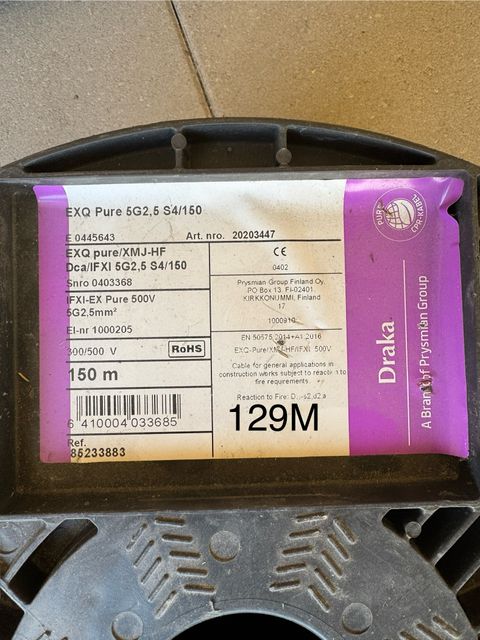 EXQ Pure 5G2,5 S4/150
E 0445643
Art. nro. 20203447
EXQ pure/XMJ-HF
Dca/IFXI 5G2,5 S4/150
Snro 0403368
IFXI-EX Pure 500V
5G2,5mm²
El-nr 1000205
300/500 V
RoHS
150 m
6 410004 033685
Ref.
85233883
CE
0402
Prysmian Group Finland Oy.
PO Box 13. FI-02401
KIRKKONUMMI, Finland
17
1000910
EN 50575:2014+A1:2016
EXQ-Pure/XMJ-HF/IFXI 500V
Cable for general applications in
construction works subject to reaction to
fire requirements.
Reaction to Fire:
129M
PURE
CPR-KABEL
Draka
A Brand of Prysmian Group